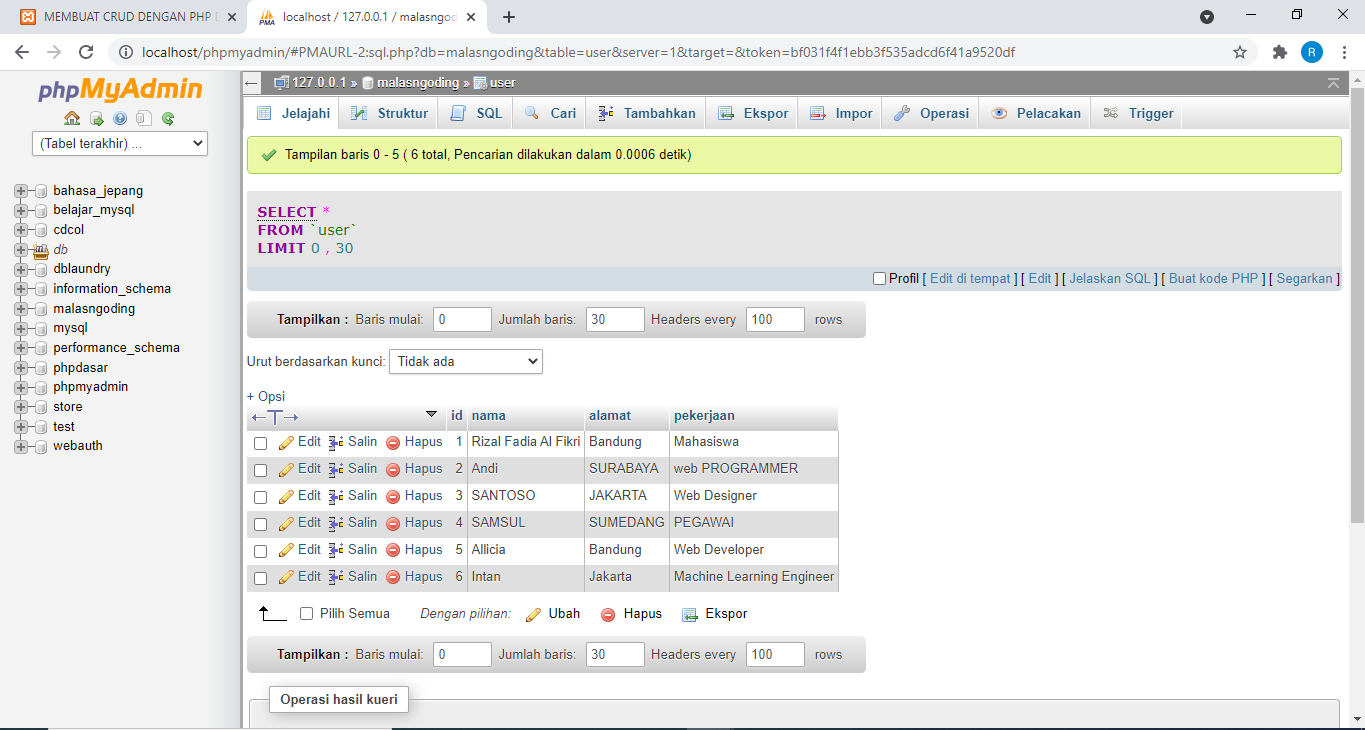 MEMBUAT CRUD DENGAN PHP
localhost / 127.0.0.1 / malasngod
localhost/phpmyadmin/#PMAURL-2:sql.php?db=malasngoding&table=user&server=1&target=&token=bf031f4f1ebb3f535adcd6f41a9520df
R
phpMyAdmin
(Tabel terakhir) ...
bahasa_jepang
belajar_mysql
cdcol
db
dblaundry
information_schema
malasngoding
mysql
performance_schema
phpdasar
phpmyadmin
store
test
webauth
127.0.0.1 » malasngoding » user
Jelajahi Struktur SQL Cari Tambahkan Ekspor Impor Operasi Pelacakan Trigger
Tampilan baris 0 - 5 ( 6 total, Pencarian dilakukan dalam 0.0006 detik)
SELECT *
FROM `user`
LIMIT 0 , 30
Profil [ Edit di tempat ] [ Edit ] [ Jelaskan SQL ] [ Buat kode PHP ] [ Segarkan ]
Tampilkan : Baris mulai: 0 Jumlah baris: 30 Headers every 100 rows
Urut berdasarkan kunci: Tidak ada
+ Opsi
←T→ id nama alamat pekerjaan
Edit Salin Hapus 1 Rizal Fadia Al Fikri Bandung Mahasiswa
Edit Salin Hapus 2 Andi SURABAYA web PROGRAMMER
Edit Salin Hapus 3 SANTOSO JAKARTA Web Designer
Edit Salin Hapus 4 SAMSUL SUMEDANG PEGAWAI
Edit Salin Hapus 5 Allicia Bandung Web Developer
Edit Salin Hapus 6 Intan Jakarta Machine Learning Engineer
Pilih Semua Dengan pilihan: Ubah Hapus Ekspor
Tampilkan : Baris mulai: 0 Jumlah baris: 30 Headers every 100 rows
Operasi hasil kueri